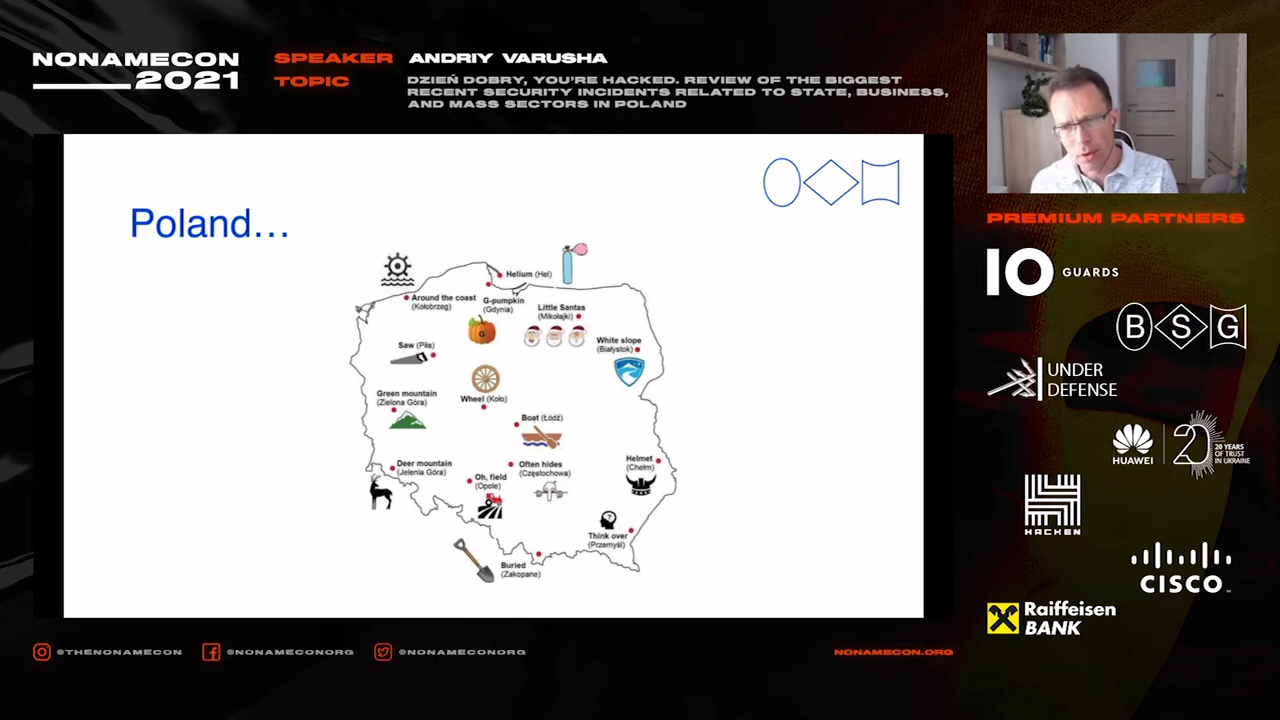 NONAMECON
2021
SPEAKER ANDRIY VARUSHA
TOPIC
DZIEŃ DOBRY, YOU'RE HACKED. REVIEW OF THE BIGGEST
RECENT SECURITY INCIDENTS RELATED TO STATE, BUSINESS,
AND MASS SECTORS IN POLAND
Poland...
Helium (Hel)
Around the coast
(Kołobrzeg)
G-pumpkin
(Gdynia)
G
Little Santas
(Mikołajki)
White slope
(Białystok)
Saw (Piła)
Green mountain
(Zielona Góra)
Wheel (Koło)
Boat (Łódź)
Deer mountain
(Jelenia Góra)
Oh, field
(Opole)
Often hides
(Częstochowa)
Helmet
(Chełm)
?
Think over
(Przemyśl)
Buried
(Zakopane)
PREMIUM PARTNERS
10 GUARDS
B S G
UNDER
DEFENSE
HUAWEI
20 YEARS
OF TRUST
IN UKRAINE
HACKEN
CISCO
Raiffeisen
BANK
@THENONAMECON
@NONAMECONORG
@NONAMECONORG
NONAMECON.ORG